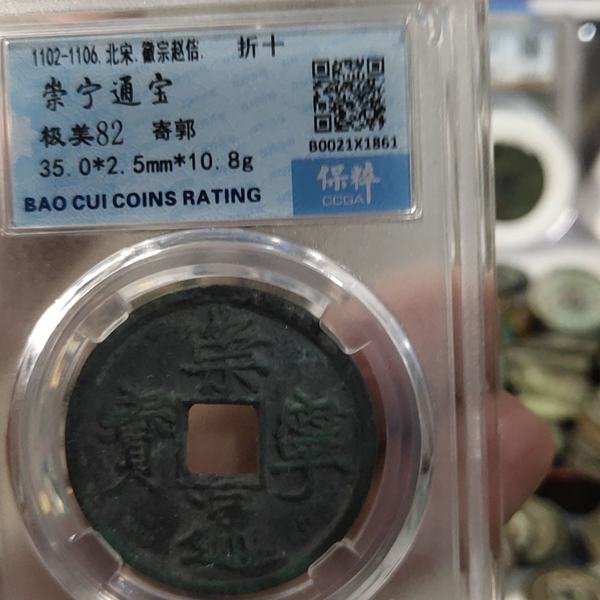 1102-1106.北宋.徽宗赵佶. 折十
崇宁通宝
极美82 寄郭
35.0*2.5mm*10.8g
BAO CUI COINS RATING
B0021X1861
保粹
CCGA
崇寧通寳